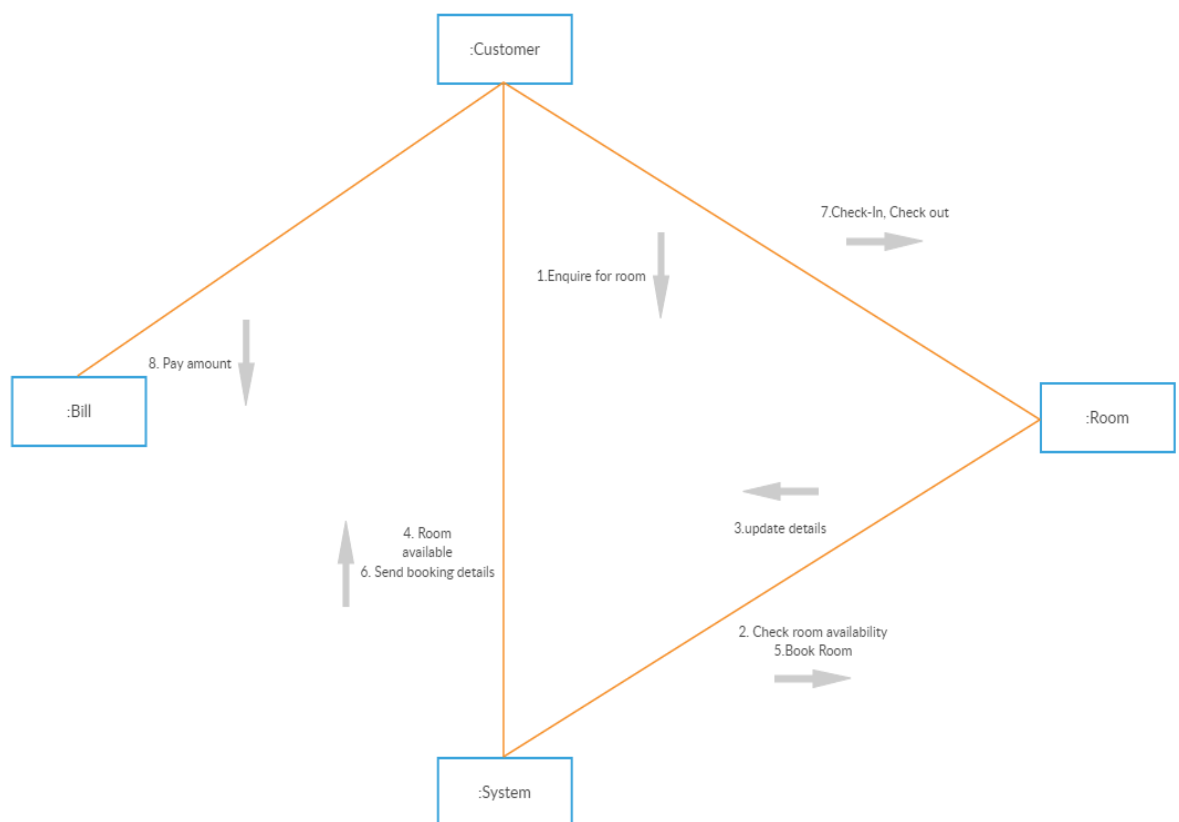 :Customer
7.Check-In, Check out
1.Enquire for room
8. Pay amount
:Bill
:Room
3.update details
4. Room
available
6. Send booking details
2. Check room availability
5.Book Room
:System